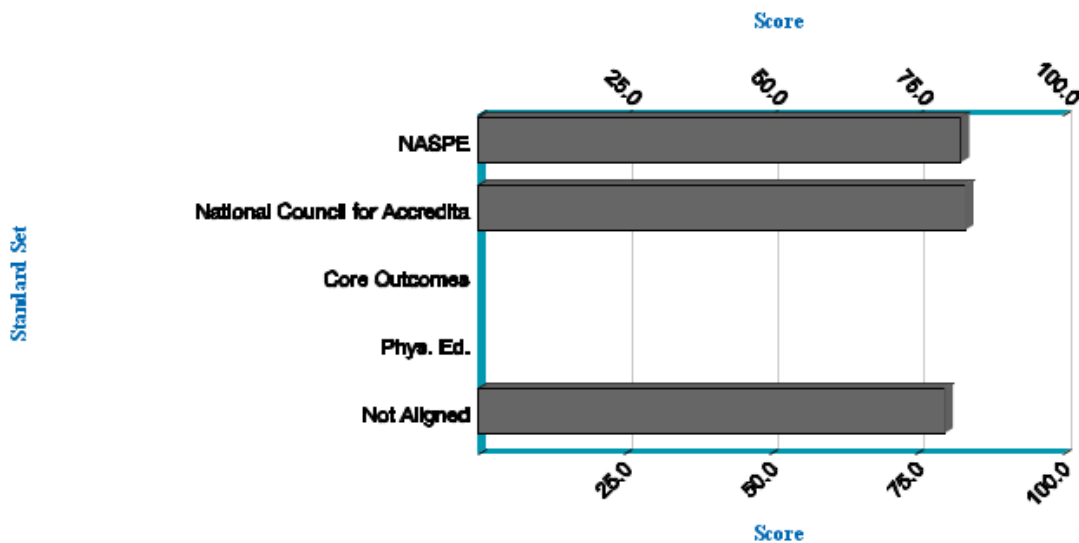 Score
25.0 50.0 75.0 100.0
NASPE
National Council for Accredita
Core Outcomes
Phys. Ed.
Not Aligned
Standard Set
25.0 50.0 75.0 100.0
Score